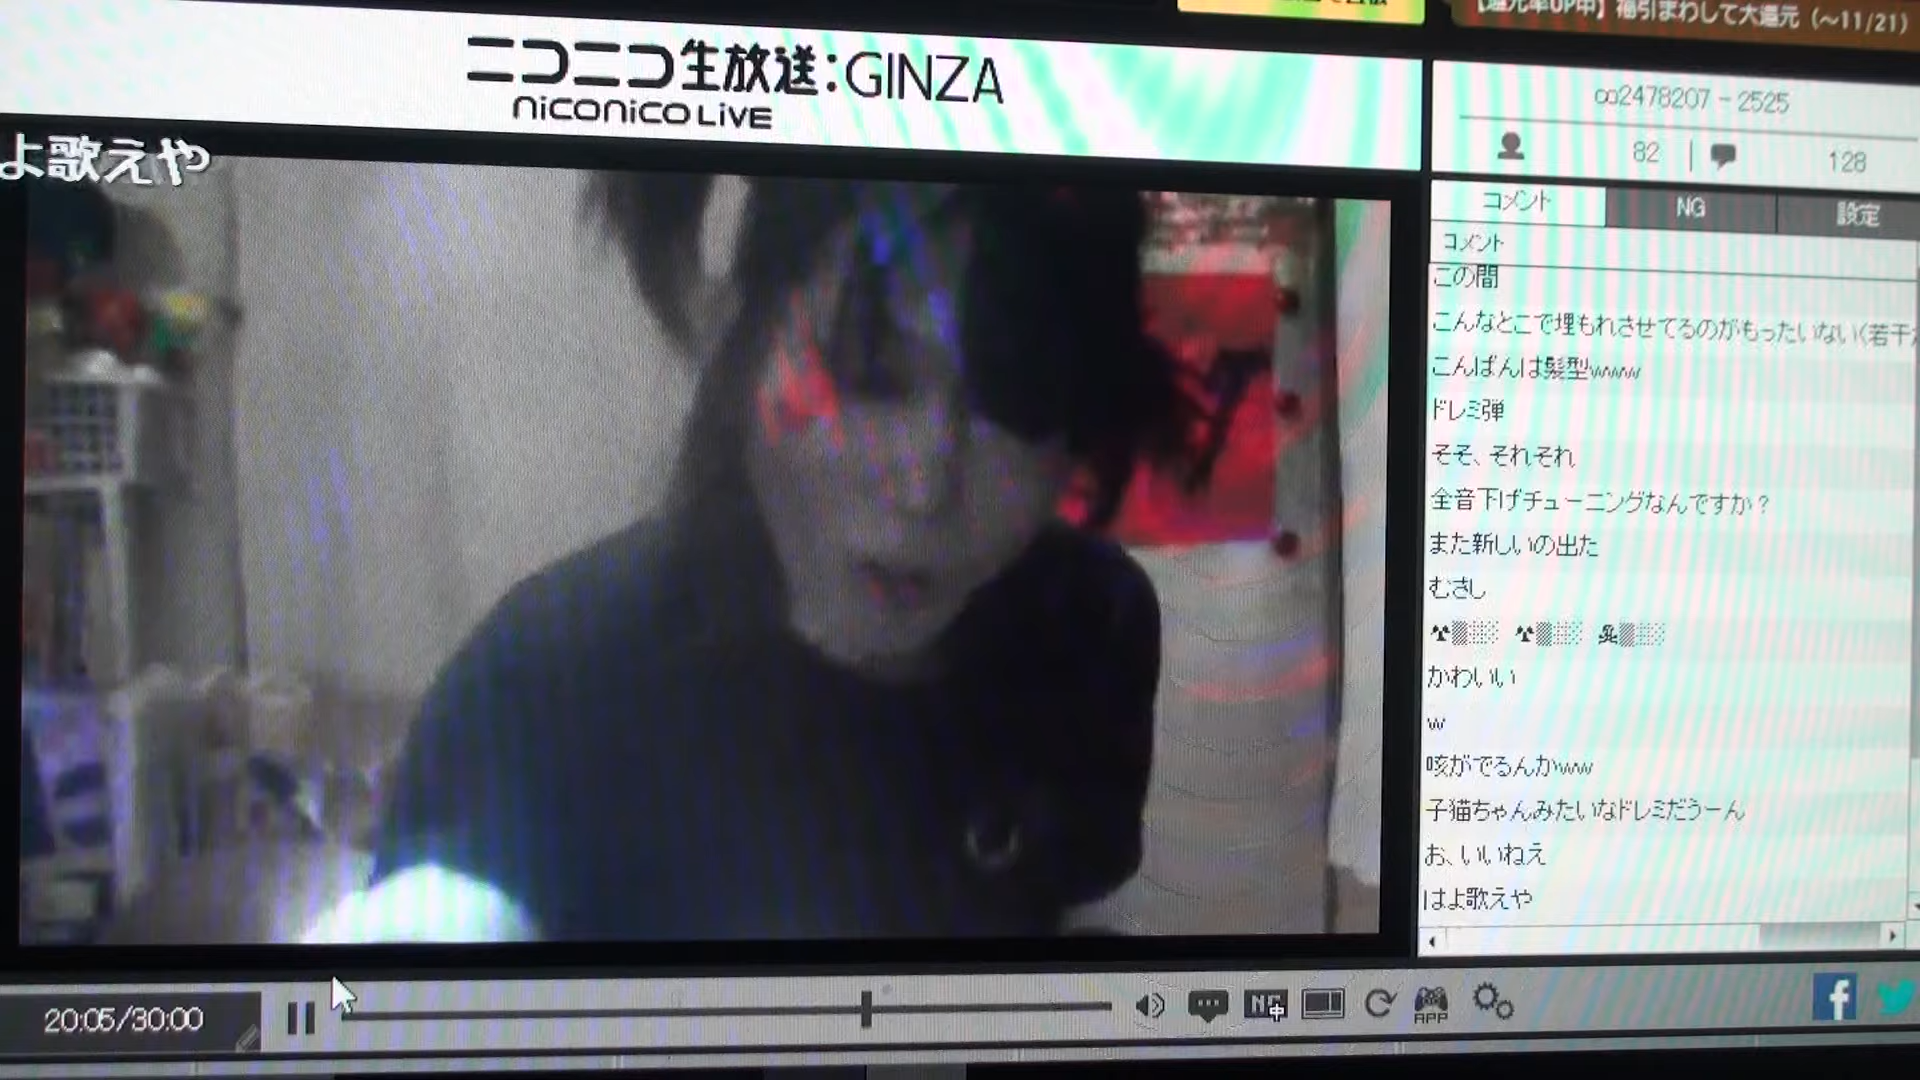 【還元率UP中】福引まわして大還元（～11/21）
ニコニコ生放送:GINZA
niconico LiVE
co2478207 - 2525
82 | 128
コメント NG 設定
コメント
よ歌えや
この間
こんなとこで埋もれさせてるのがもったいない(若干
こんばんは髪型www
ドレミ弾
そそ、それそれ
全音下げチューニングなんですか？
また新しいの出た
むさし
かわいい
w
咳がでるんかww
子猫ちゃんみたいなドレミだうーん
お、いいねえ
はよ歌えや
20:05/30:00
NG
APP